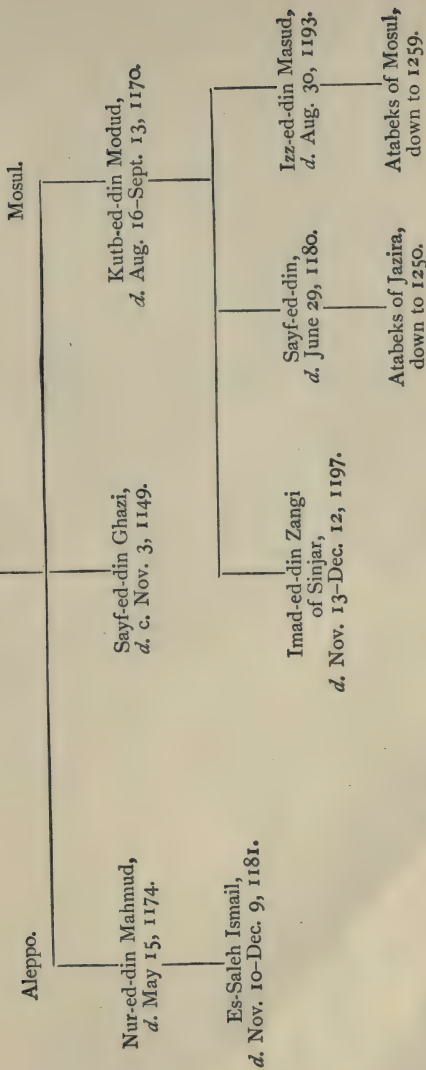 Aleppo.
Mosul.
Nur-ed-din Mahmud,
d. May 15, 1174.
Sayf-ed-din Ghazi,
d. c. Nov. 3, 1149.
Kutb-ed-din Modud,
d. Aug. 16–Sept. 13, 1170.
Es-Saleh Ismail,
d. Nov. 10–Dec. 9, 1181.
Imad-ed-din Zangi
of Sinjar,
d. Nov. 13–Dec. 12, 1197.
Sayf-ed-din,
d. June 29, 1180.
Izz-ed-din Masud,
d. Aug. 30, 1193.
Atabeks of Jazira,
down to 1250.
Atabeks of Mosul,
down to 1259.